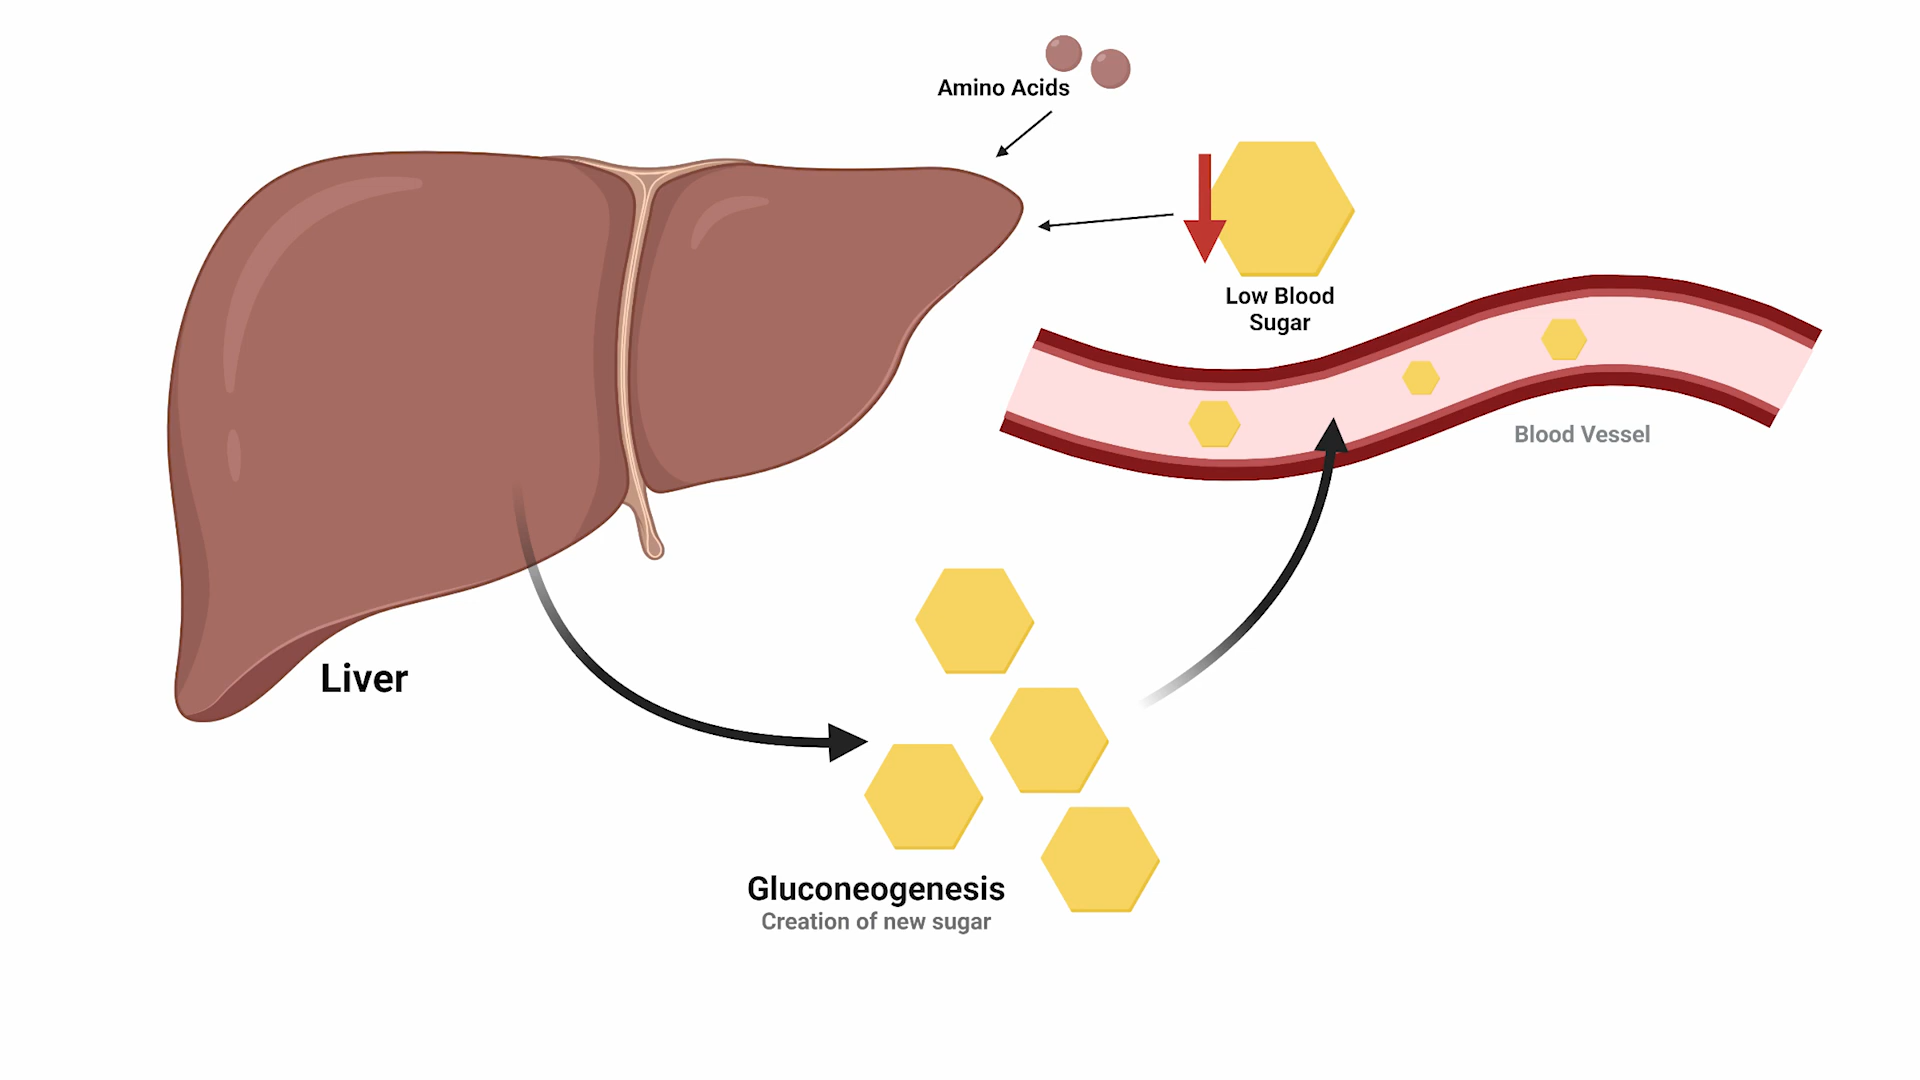 Amino Acids
Low Blood
Sugar
Blood Vessel
Liver
Gluconeogenesis
Creation of new sugar